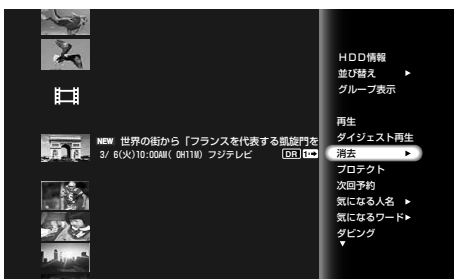 NEW 世界の街から「フランスを代表する凱旋門を
3/ 6(火)10:00AM( 0H11M) フジテレビ DR 1➡
HDD情報
並び替え ▶
グループ表示
再生
ダイジェスト再生
消去 ▶
プロテクト
次回予約
気になる人名 ▶
気になるワード▶
ダビング
▼